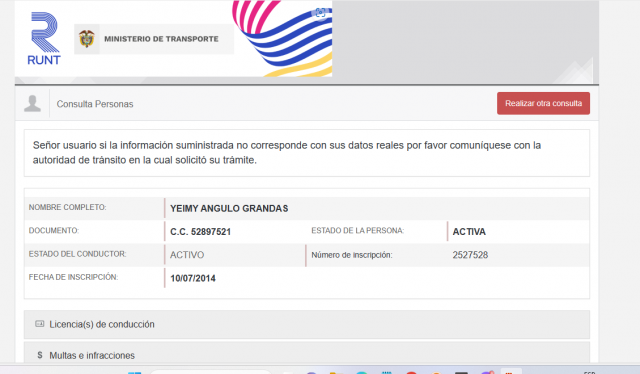 RUNT
MINISTERIO DE TRANSPORTE
Consulta Personas
Realizar otra consulta
Señor usuario si la información suministrada no corresponde con sus datos reales por favor comuníquese con la
autoridad de tránsito en la cual solicitó su trámite.
NOMBRE COMPLETO: YEIMY ANGULO GRANDAS
DOCUMENTO: C.C. 52897521 ESTADO DE LA PERSONA: ACTIVA
ESTADO DEL CONDUCTOR: ACTIVO Número de inscripción: 2527528
FECHA DE INSCRIPCIÓN: 10/07/2014
Licencia(s) de conducción
$ Multas e infracciones